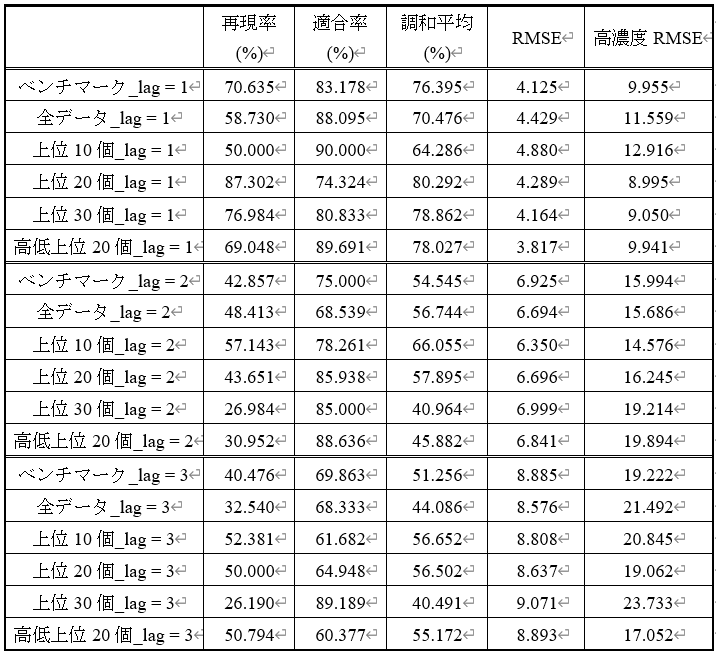 再現率 (%) 適合率 (%) 調和平均 (%) RMSE↵ 高濃度 RMSE↵
ベンチマーク_lag = 1↵ 70.635↵ 83.178↵ 76.395↵ 4.125↵ 9.955↵
全データ_lag = 1↵ 58.730↵ 88.095↵ 70.476↵ 4.429↵ 11.559↵
上位 10 個_lag = 1↵ 50.000↵ 90.000↵ 64.286↵ 4.880↵ 12.916↵
上位 20 個_lag = 1↵ 87.302↵ 74.324↵ 80.292↵ 4.289↵ 8.995↵
上位 30 個_lag = 1↵ 76.984↵ 80.833↵ 78.862↵ 4.164↵ 9.050↵
高低上位 20 個_lag = 1↵ 69.048↵ 89.691↵ 78.027↵ 3.817↵ 9.941↵
ベンチマーク_lag = 2↵ 42.857↵ 75.000↵ 54.545↵ 6.925↵ 15.994↵
全データ_lag = 2↵ 48.413↵ 68.539↵ 56.744↵ 6.694↵ 15.686↵
上位 10 個_lag = 2↵ 57.143↵ 78.261↵ 66.055↵ 6.350↵ 14.576↵
上位 20 個_lag = 2↵ 43.651↵ 85.938↵ 57.895↵ 6.696↵ 16.245↵
上位 30 個_lag = 2↵ 26.984↵ 85.000↵ 40.964↵ 6.999↵ 19.214↵
高低上位 20 個_lag = 2↵ 30.952↵ 88.636↵ 45.882↵ 6.841↵ 19.894↵
ベンチマーク_lag = 3↵ 40.476↵ 69.863↵ 51.256↵ 8.885↵ 19.222↵
全データ_lag = 3↵ 32.540↵ 68.333↵ 44.086↵ 8.576↵ 21.492↵
上位 10 個_lag = 3↵ 52.381↵ 61.682↵ 56.652↵ 8.808↵ 20.845↵
上位 20 個_lag = 3↵ 50.000↵ 64.948↵ 56.502↵ 8.637↵ 19.062↵
上位 30 個_lag = 3↵ 26.190↵ 89.189↵ 40.491↵ 9.071↵ 23.733↵
高低上位 20 個_lag = 3↵ 50.794↵ 60.377↵ 55.172↵ 8.893↵ 17.052↵